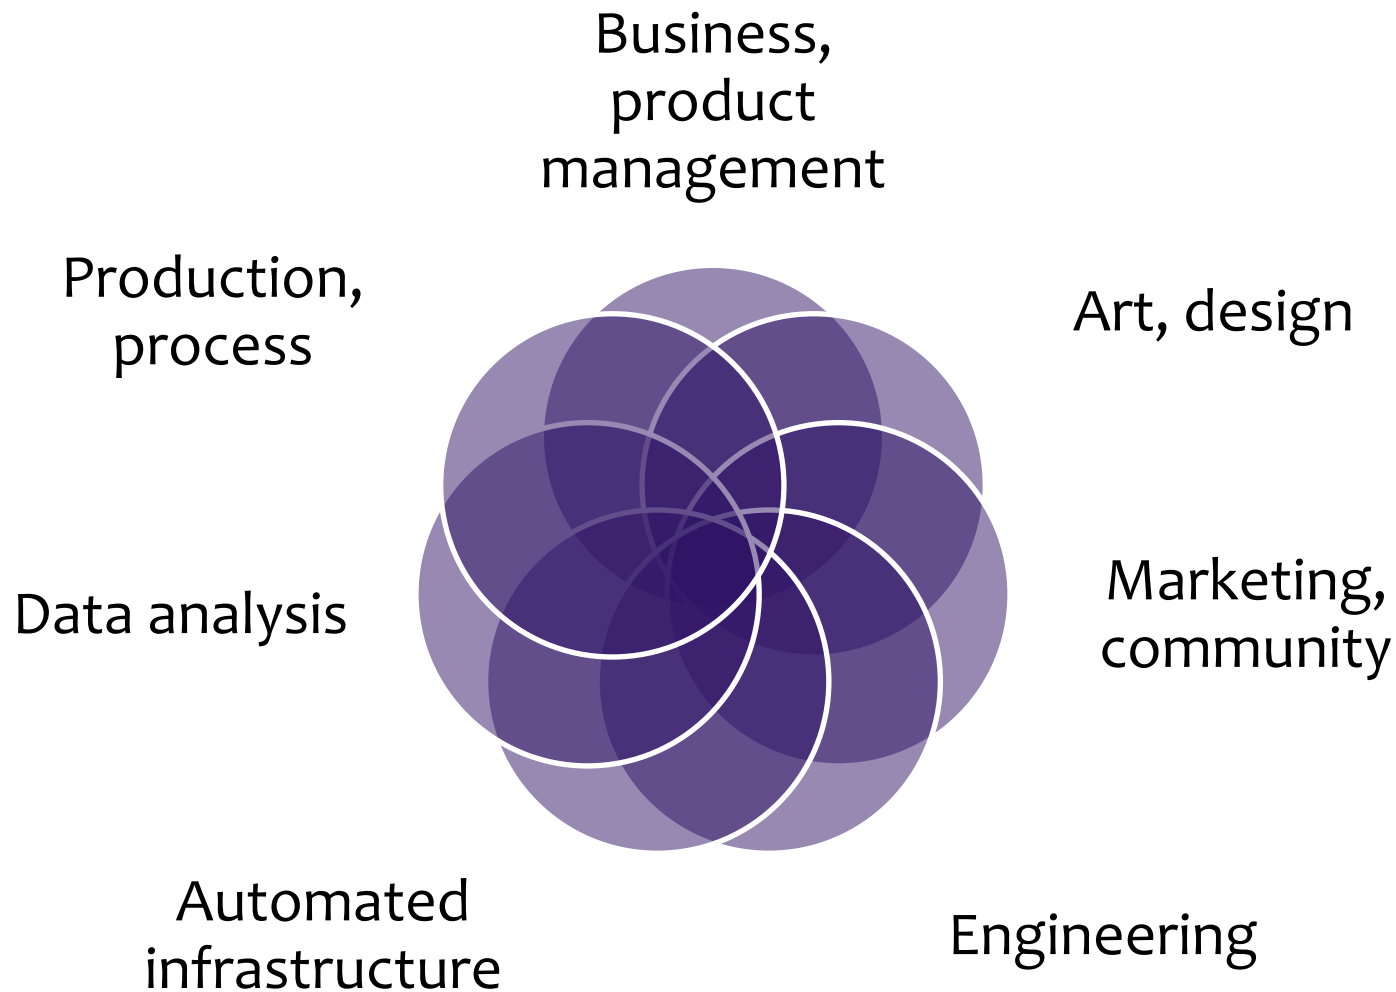 Business,
product
management
Production,
process
Art, design
Marketing,
community
Data analysis
Automated
infrastructure
Engineering